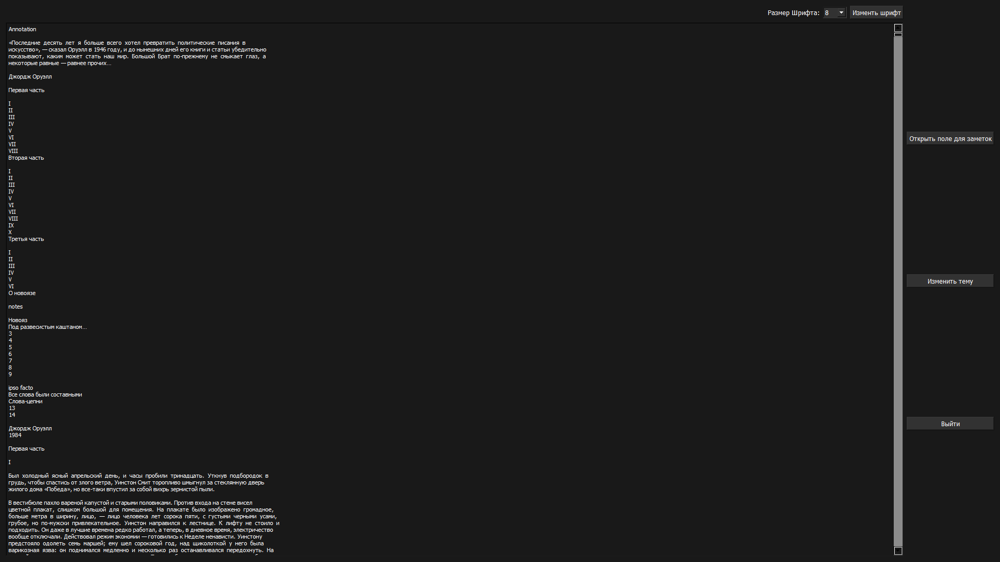 Размер Шрифта: 8 Изменть шрифт
Annotation
«Последние десять лет я больше всего хотел превратить политические писания в
искусство», — сказал Оруэлл в 1946 году, и до нынешних дней его книги и статьи убедительно
показывают, каким может стать наш мир. Большой Брат по-прежнему не смыкает глаз, а
некоторые равные — равнее прочих...
Джордж Оруэлл
Первая часть
I
II
III
IV
V
VI
VII
VIII
Вторая часть
I
II
III
IV
V
VI
VII
VIII
IX
X
Третья часть
I
II
III
IV
V
VI
О новоязе
notes
Новояз
Под развесистым каштаном...
3
4
5
6
7
8
9
ipso facto
Все слова были составными
Слова-цепни
13
14
Джордж Оруэлл
1984
Первая часть
I
Был холодный ясный апрельский день, и часы пробили тринадцать. Уткнув подбородок в
грудь, чтобы спастись от злого ветра, Уинстон Смит торопливо шмыгнул за стеклянную дверь
жилого дома «Победа», но все-таки впустил за собой вихрь зернистой пыли.
В вестибюле пахло вареной капустой и старыми половиками. Против входа на стене висел
цветной плакат, слишком большой для помещения. На плакате было изображено громадное,
больше метра в ширину, лицо, — лицо человека лет сорока пяти, с густыми черными усами,
грубое, но по-мужски привлекательное. Уинстон направился к лестнице. К лифту не стоило и
подходить. Он даже в лучшие времена редко работал, а теперь, в дневное время, электричество
вообще отключали. Действовал режим экономии — готовились к Неделе ненависти. Уинстону
предстояло одолеть семь маршей; ему шел сороковой год, над щиколоткой у него была
варикозная язва: он поднимался медленно и несколько раз останавливался передохнуть. На
Открыть поле для заметок
Изменить тему
Выйти